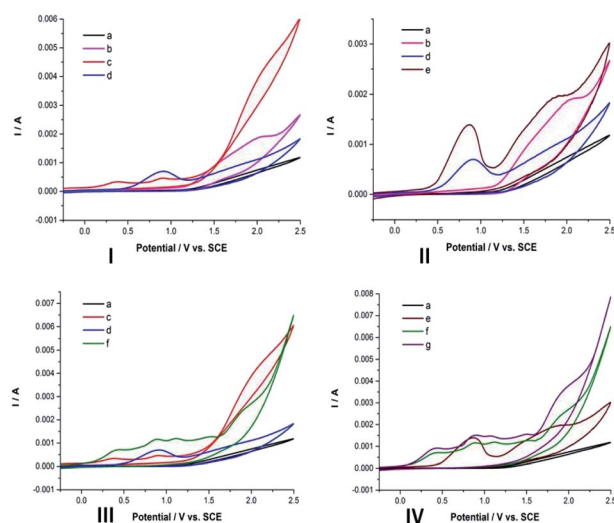 0.006
0.005
0.004
0.003
0.002
0.001
0.000
-0.001
I / A
a
b
c
d
0.0 0.5 1.0 1.5 2.0 2.5
Potential / V vs. SCE
I
0.003
0.002
0.001
0.000
-0.001
I / A
a
b
d
e
0.0 0.5 1.0 1.5 2.0 2.5
Potential / V vs. SCE
II
0.007
0.006
0.005
0.004
0.003
0.002
0.001
0.000
-0.001
I / A
a
c
d
f
0.0 0.5 1.0 1.5 2.0 2.5
Potential / V vs. SCE
III
0.008
0.007
0.006
0.005
0.004
0.003
0.002
0.001
0.000
-0.001
I / A
a
e
f
g
0.0 0.5 1.0 1.5 2.0 2.5
Potential / V vs. SCE
IV